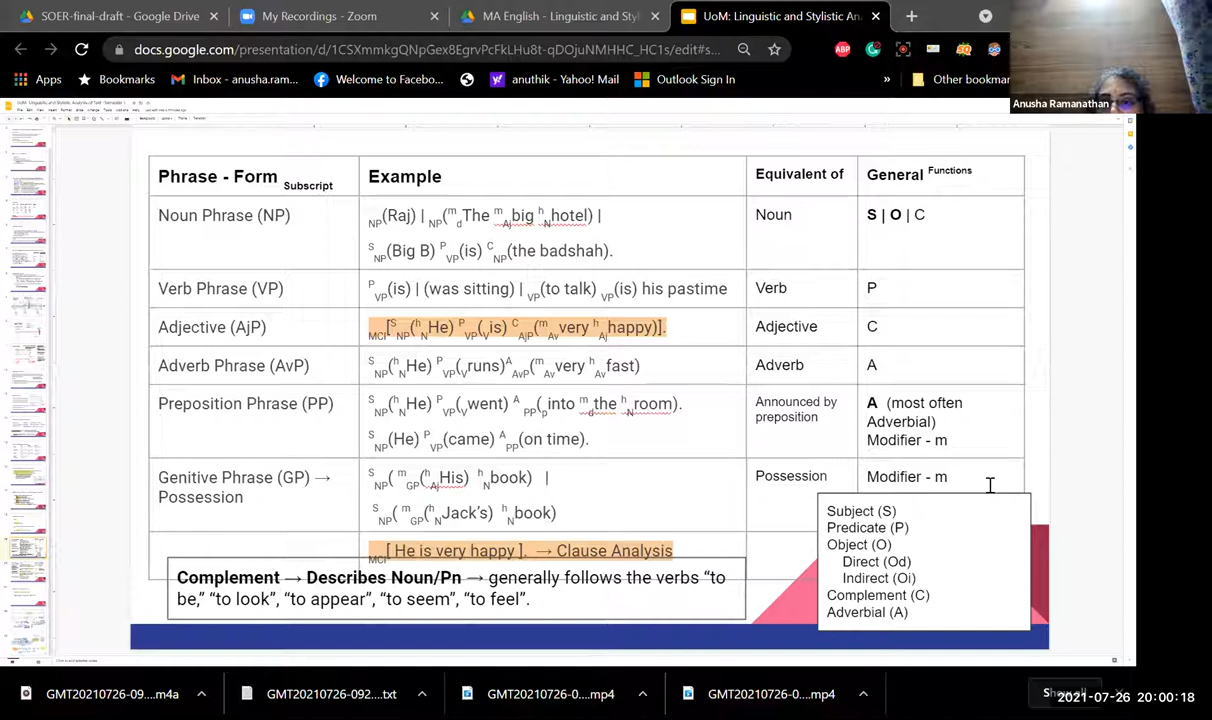 SOER-final-draft - Google Drive
My Recordings - Zoom
MA English - Linguistic and Styl
UoM: Linguistic and Stylistic An
docs.google.com/presentation/d/1CSXmmkgQNpGex8EgrvPcFkLHu8t-qDOjuNMHHC_HC1s/edit#s...
ABP
Apps
Bookmarks
Inbox - anusha.ram...
Welcome to Facebo...
anuthik - Yahoo! Mail
Outlook Sign In
»
Other bookmar
Anusha Ramanathan
Phrase - Form Subscript
Example
Equivalent of
General Functions
Noun Phrase (NP)
NP(Raj) | NP(m d The m Aj big h N hotel) |
S NP(Big B) P VP(is) C NP(the badshah).
Noun
S | O | C
Verb Phrase (VP)
P VP(is) | (was sitting) | VP(to talk) VP(is) his pastime
Verb
P
Adjective (AjP)
MCl [S NP(h N He) P VP(V is) C AjP(m Av very h Aj happy)].
Adjective
C
Adverb Phrase (AvP)
S NP(h N He) P VP(V runs) A AvP(m Av very h Av fast)
Adverb
A
Preposition Phrase (PP)
S NP(h N He) P VP(V went) A PP(p into m d the h N room).
S NP(He) P VP(came) A PP(on time).
Announced by
preposition
A (most often
Adverbial)
Modifier - m
Genitive Phrase (GP) →
Possession
S NP( m GP(h Aj His) h N book) |
S NP( m GP(h N Jack's) h N book)
Possession
Modifier - m
MCl [ He is very happy ]. → Clause Analysis
Complement → Describes Noun/Pn → generally follows the verbs "to
be," "to look", "to appear", "to seem", "to feel".
Subject (S)
Predicate (P)
Object (O)
Direct (Od)
Indirect (Oi)
Complement (C)
Adverbial (A)
GMT20210726-09....m4a
GMT20210726-092....txt
GMT20210726-0....mp4
GMT20210726-0....mp4
2021-07-26 20:00:18